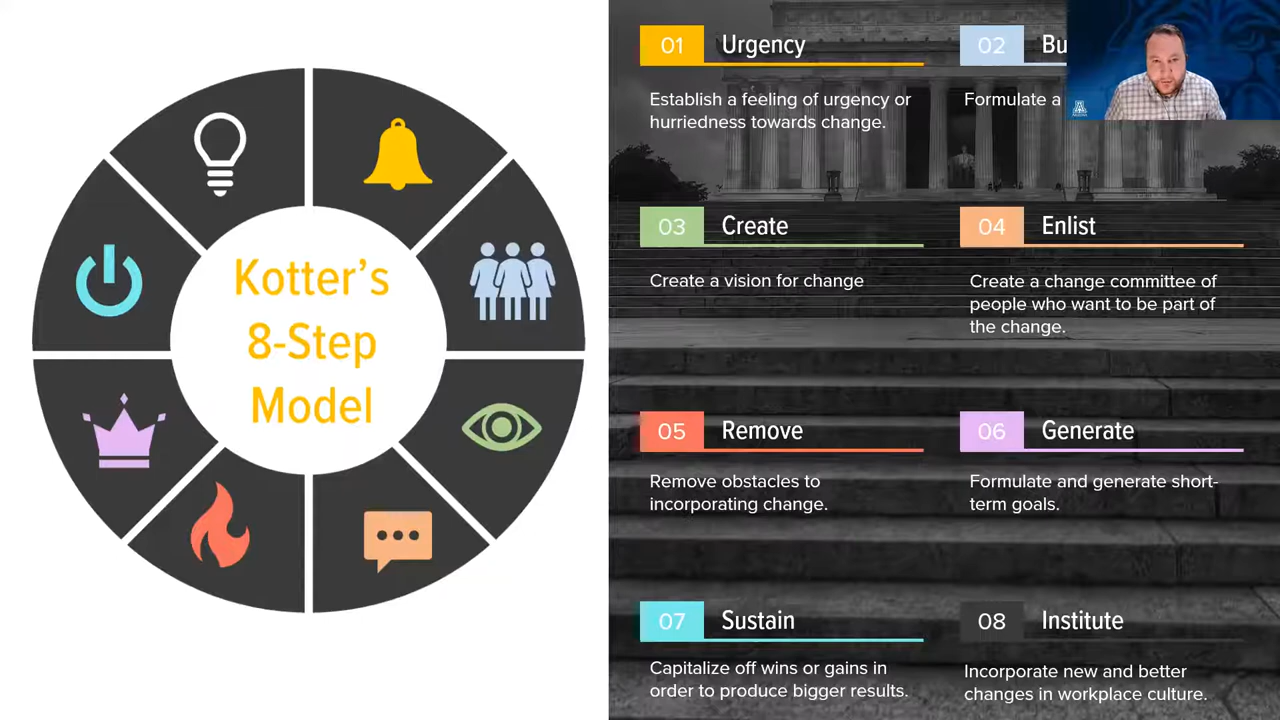 Kotter's
8-Step
Model
01 Urgency
Establish a feeling of urgency or
hurriedness towards change.
02 Bu
Formulate a
03 Create
Create a vision for change
04 Enlist
Create a change committee of
people who want to be part of
the change.
05 Remove
Remove obstacles to
incorporating change.
06 Generate
Formulate and generate short-
term goals.
07 Sustain
Capitalize off wins or gains in
order to produce bigger results.
08 Institute
Incorporate new and better
changes in workplace culture.